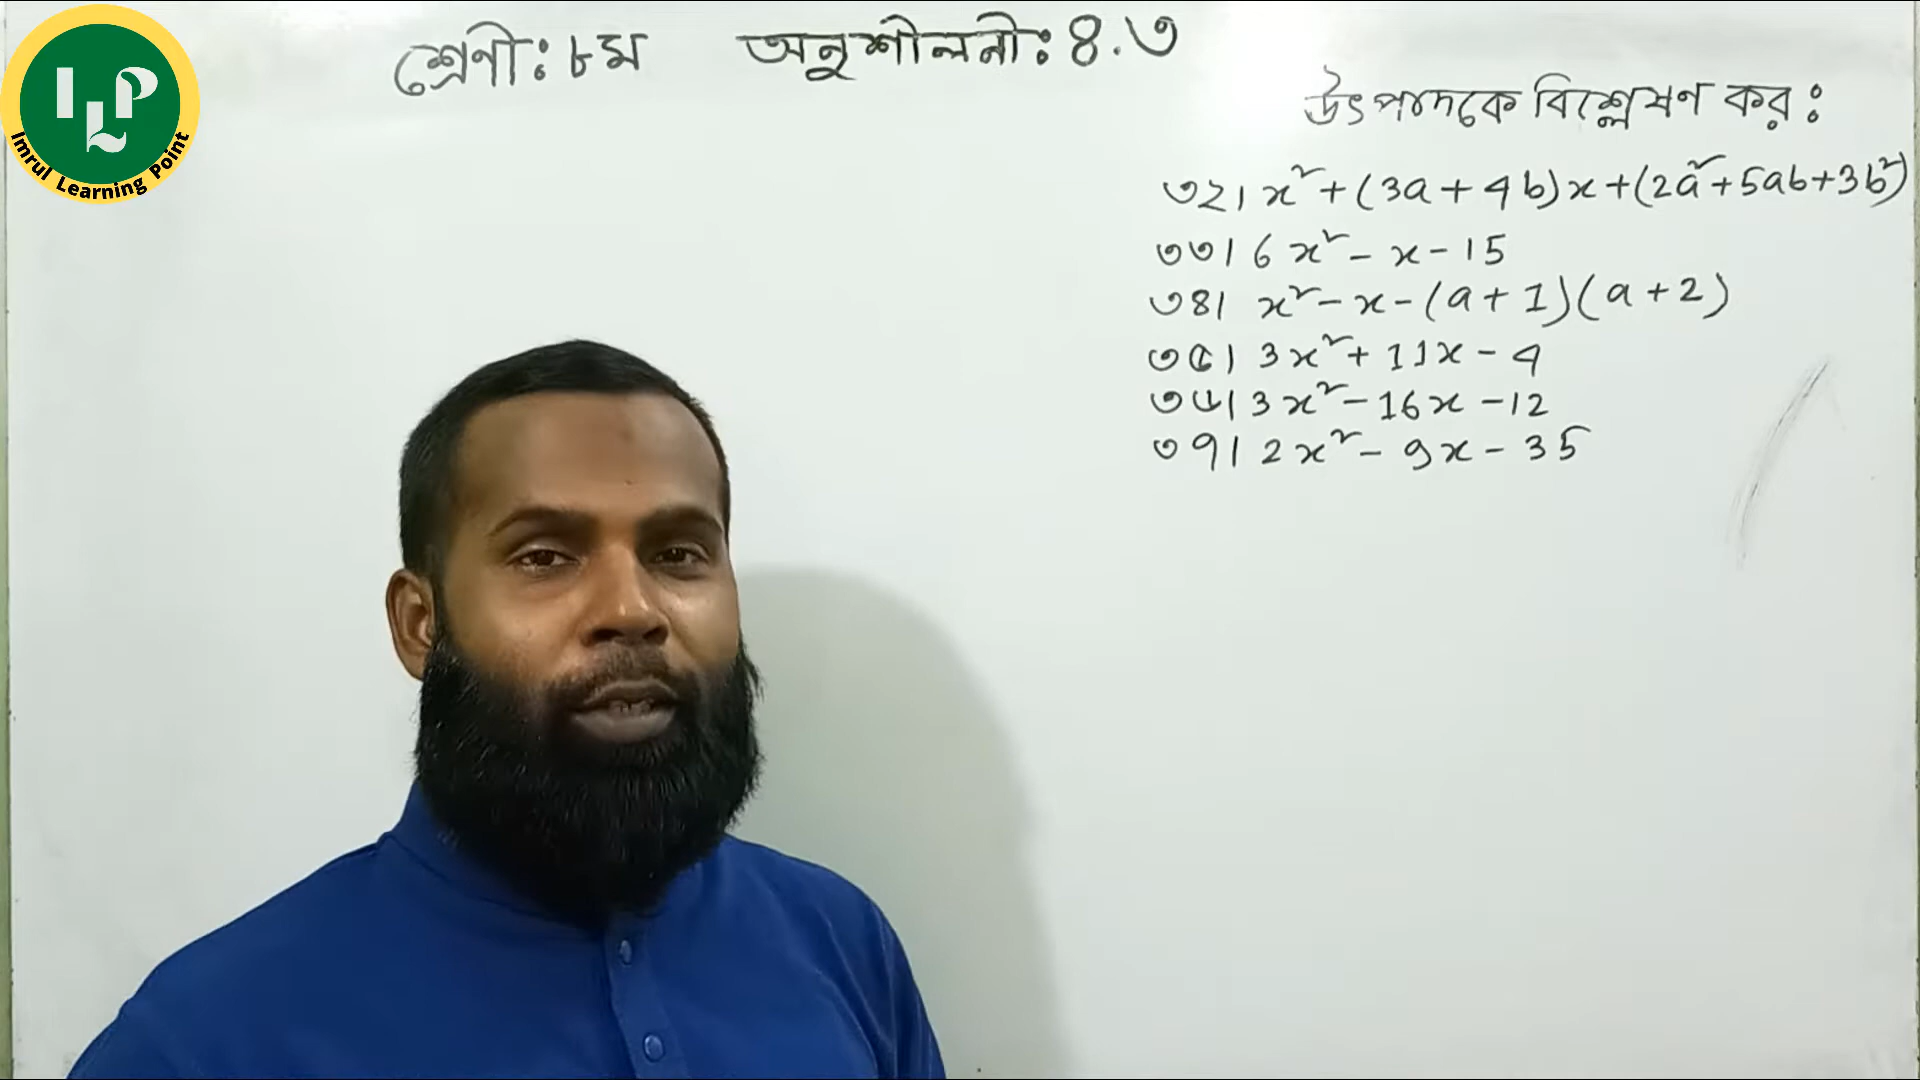 ILP
Imrul Learning Point
শ্রেণী: ৮ম অনুশীলনী: ৪.৩
উৎপাদকে বিশ্লেষণ কর:
৩২। x² + (3a + 4b)x + (2a² + 5ab + 3b²)
৩৩। 6x² - x - 15
৩৪। x² - x - (a + 1)(a + 2)
৩৫। 3x² + 11x - 4
৩৬। 3x² - 16x - 12
৩৭। 2x² - 9x - 35